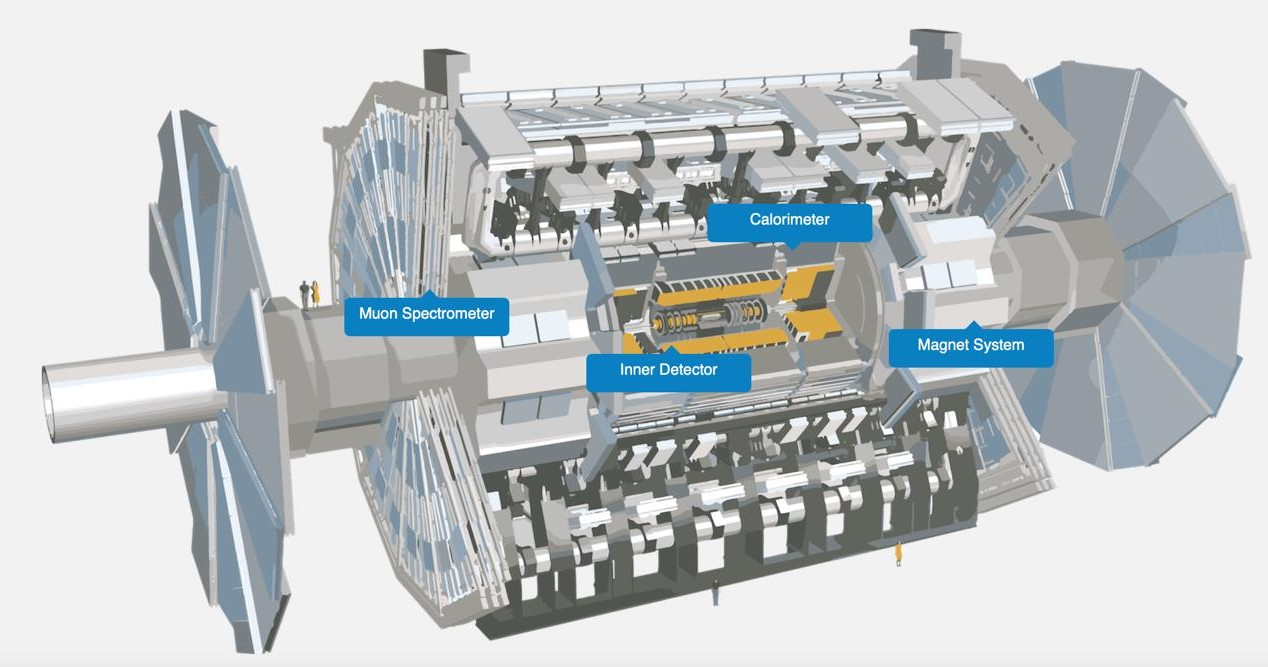 Calorimeter
Muon Spectrometer
Magnet System
Inner Detector